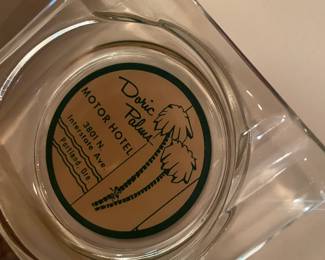 Doric
Palms
MOTOR HOTEL
3801 N.
Interstate Ave
Portland, Ore